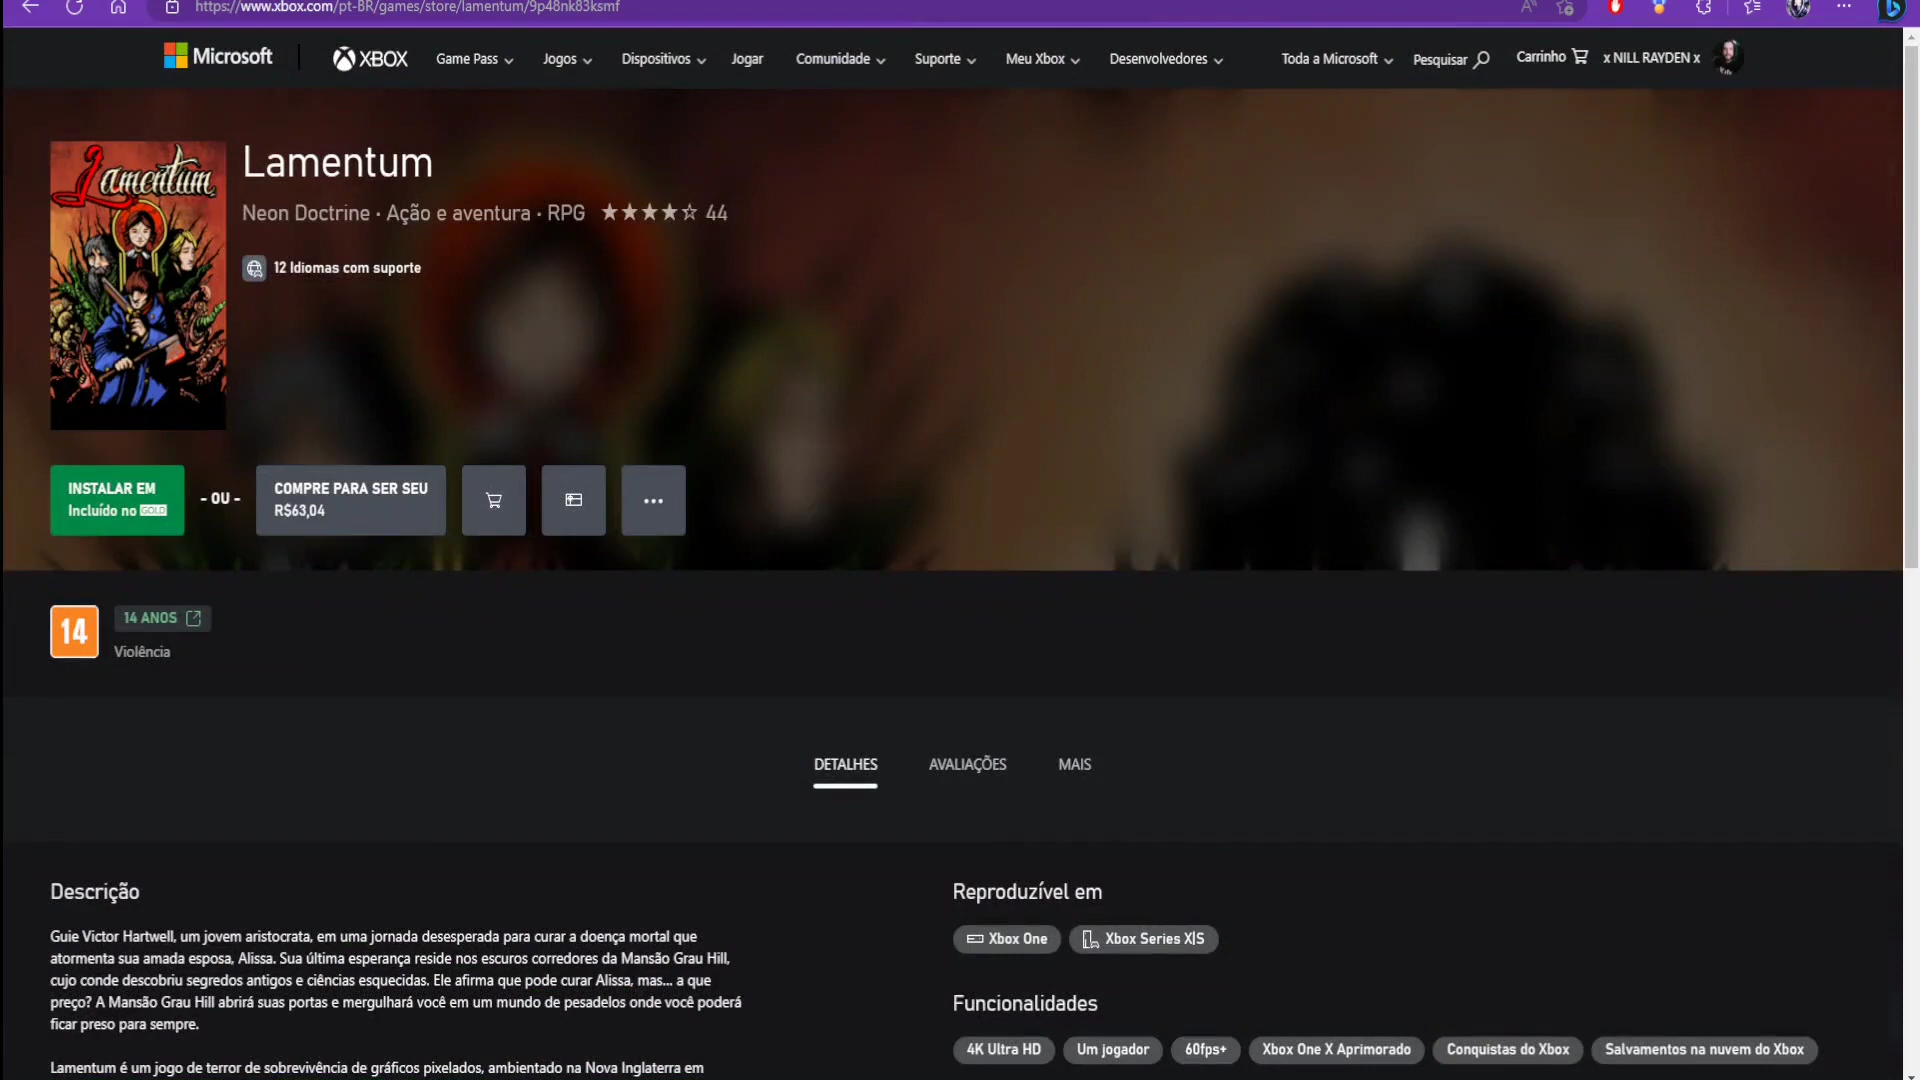 https://www.xbox.com/pt-BR/games/store/lamentum/9p48nk83ksmf
Microsoft
XBOX
Game Pass
Jogos
Dispositivos
Jogar
Comunidade
Suporte
Meu Xbox
Desenvolvedores
Toda a Microsoft
Pesquisar
Carrinho
x NILL RAYDEN x
Lamentum
Lamentum
Neon Doctrine • Ação e aventura • RPG ★★★★☆ 44
12 Idiomas com suporte
INSTALAR EM
Incluído no GOLD
- OU -
COMPRE PARA SER SEU
R$63,04
14
14 ANOS
Violência
DETALHES
AVALIAÇÕES
MAIS
Descrição
Guie Victor Hartwell, um jovem aristocrata, em uma jornada desesperada para curar a doença mortal que
atormenta sua amada esposa, Alissa. Sua última esperança reside nos escuros corredores da Mansão Grau Hill,
cujo conde descobriu segredos antigos e ciências esquecidas. Ele afirma que pode curar Alissa, mas... a que
preço? A Mansão Grau Hill abrirá suas portas e mergulhará você em um mundo de pesadelos onde você poderá
ficar preso para sempre.
Lamentum é um jogo de terror de sobrevivência de gráficos pixelados, ambientado na Nova Inglaterra em
Reproduzível em
Xbox One
Xbox Series X|S
Funcionalidades
4K Ultra HD
Um jogador
60fps+
Xbox One X Aprimorado
Conquistas do Xbox
Salvamentos na nuvem do Xbox